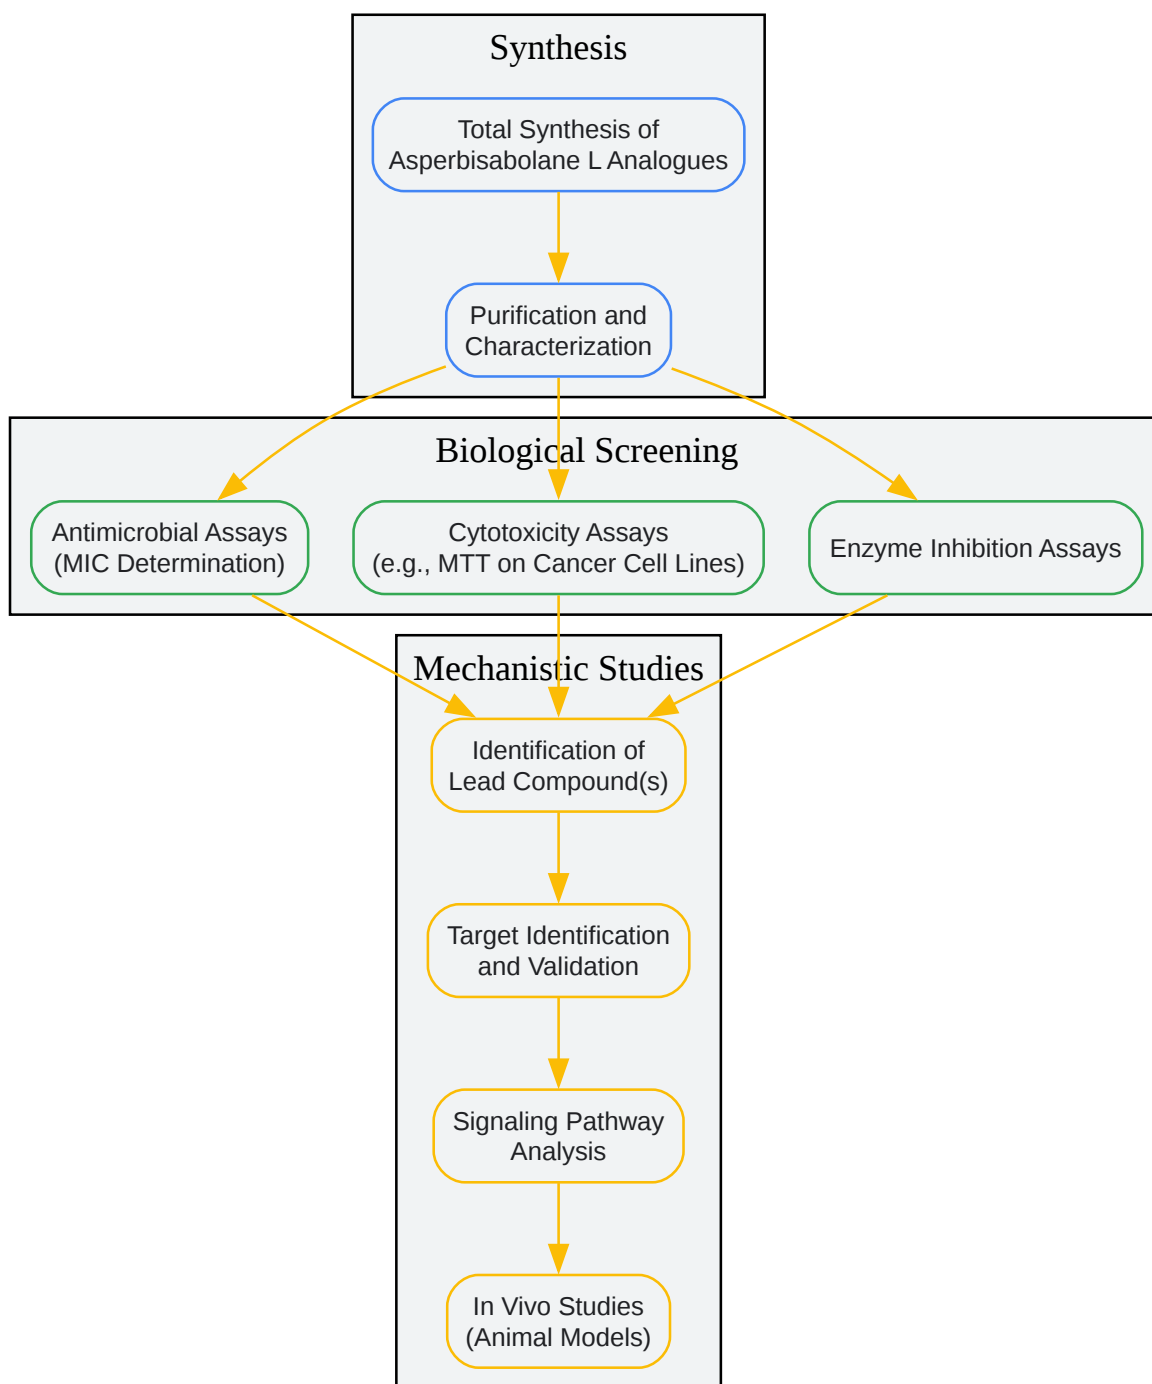 Synthesis
Total Synthesis of
Asperbisabolane L Analogues
Purification and
Characterization
Biological Screening
Antimicrobial Assays
(MIC Determination)
Cytotoxicity Assays
(e.g., MTT on Cancer Cell Lines)
Enzyme Inhibition Assays
Mechanistic Studies
Identification of
Lead Compound(s)
Target Identification
and Validation
Signaling Pathway
Analysis
In Vivo Studies
(Animal Models)